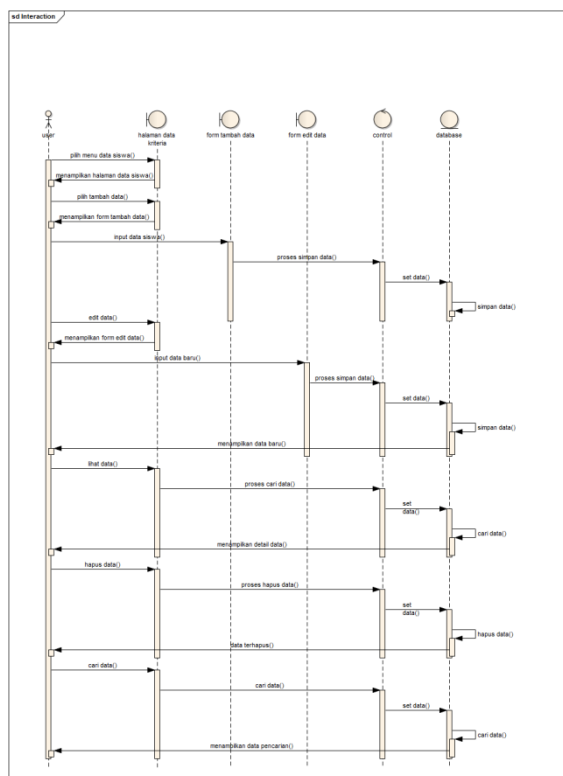 sd Interaction
user
halaman data
kriteria
form tambah data
form edit data
control
database
pilih menu data siswa()
menampilkan halaman data siswa()
pilih tambah data()
menampilkan form tambah data()
input data siswa()
proses simpan data()
set data()
simpan data()
edit data()
menampilkan form edit data()
input data baru()
proses simpan data()
set data()
simpan data()
menampilkan data baru()
lihat data()
proses cari data()
set
data()
cari data()
menampilkan detail data()
hapus data()
proses hapus data()
set
data()
hapus data()
data terhapus()
cari data()
cari data()
set data()
cari data()
menambilkan data pencarian()